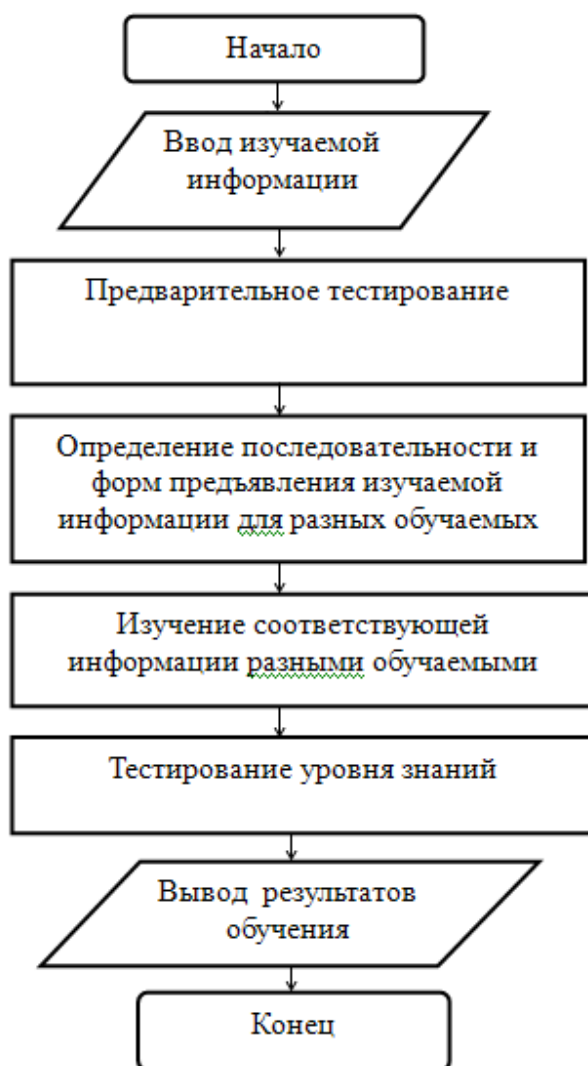 Начало
Ввод изучаемой
информации
Предварительное тестирование
Определение последовательности и
форм предъявления изучаемой
информации для разных обучаемых
Изучение соответствующей
информации разными обучаемыми
Тестирование уровня знаний
Вывод результатов
обучения
Конец